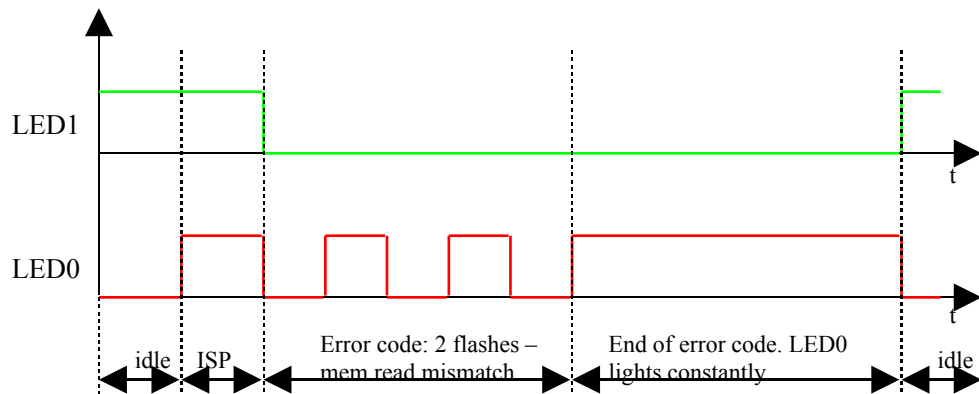 LED1
t
LED0
t
idle
ISP
Error code: 2 flashes –
mem read mismatch
End of error code. LED0
lights constantly
idle